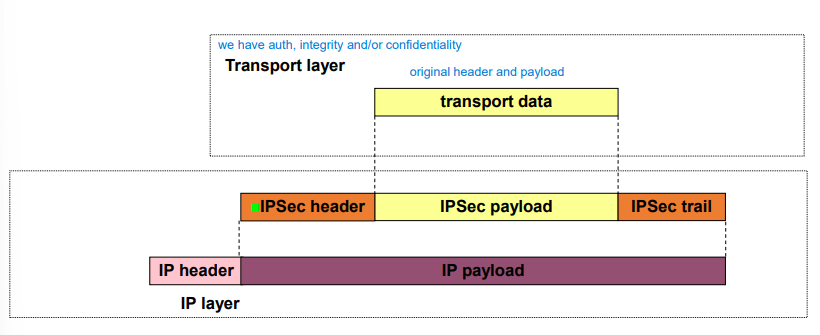 we have auth, integrity and/or confidentiality
Transport layer
original header and payload
transport data
IPSec header
IPSec payload
IPSec trail
IP header
IP payload
IP layer